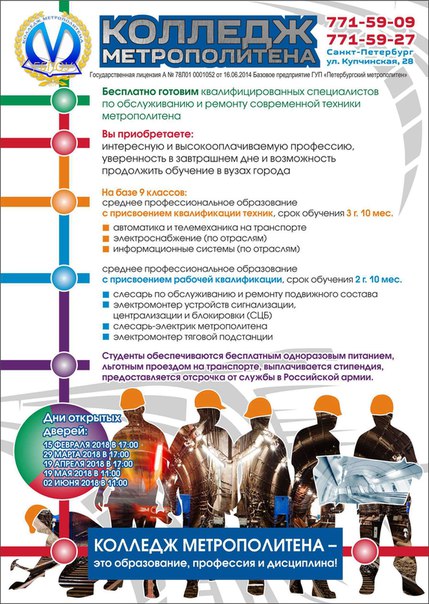 КОЛЛЕДЖ
МЕТРОПОЛИТЕНА
771-59-09
771-59-27
Санкт-Петербург
ул. Купчинская, 28
Государственная лицензия А № 78Л01 0001052 от 16.06.2014 Базовое предприятие ГУП «Петербургский метрополитен»
Бесплатно готовим квалифицированных специалистов
по обслуживанию и ремонту современной техники
метрополитена
Вы приобретаете:
интересную и высокооплачиваемую профессию,
уверенность в завтрашнем дне и возможность
продолжить обучение в вузах города
На базе 9 классов:
среднее профессиональное образование
с присвоением квалификации техник, срок обучения 3 г. 10 мес.
автоматика и телемеханика на транспорте
электроснабжение (по отраслям)
информационные системы (по отраслям)
среднее профессиональное образование
с присвоением рабочей квалификации, срок обучения 2 г. 10 мес.
слесарь по обслуживанию и ремонту подвижного состава
электромонтер устройств сигнализации,
централизации и блокировки (СЦБ)
слесарь-электрик метрополитена
электромонтер тяговой подстанции
Студенты обеспечиваются бесплатным одноразовым питанием,
льготным проездом на транспорте, выплачивается стипендия,
предоставляется отсрочка от службы в Российской армии.
Дни открытых
дверей:
15 ФЕВРАЛЯ 2018 В 17:00
29 МАРТА 2018 В 17:00
19 АПРЕЛЯ 2018 В 17:00
19 МАЯ 2018 В 11:00
02 ИЮНЯ 2018 В 11:00
КОЛЛЕДЖ МЕТРОПОЛИТЕНА –
это образование, профессия и дисциплина!